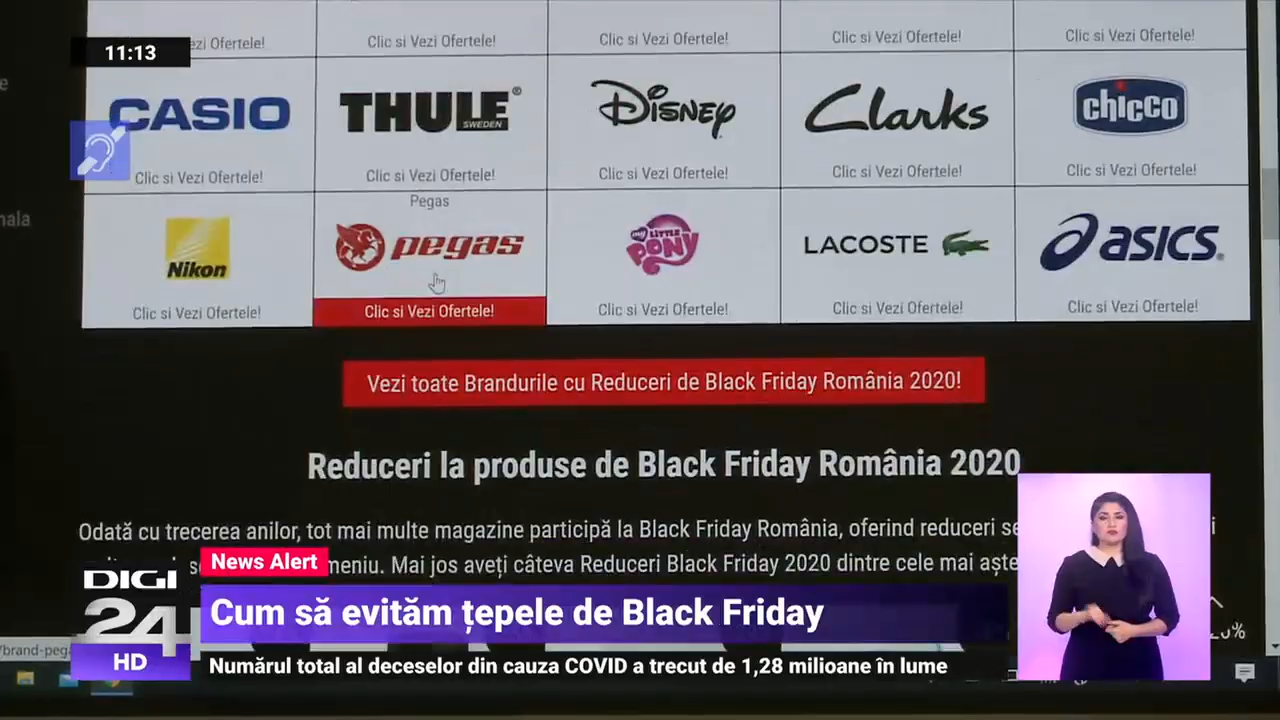 11:13
ezi Ofertele!
Clic si Vezi Ofertele!
Clic si Vezi Ofertele!
Clic si Vezi Ofertele!
Clic si Vezi Ofertele!
CASIO
THULE®
SWEDEN
Disney
Clarks
chicco
Clic si Vezi Ofertele!
Clic si Vezi Ofertele!
Clic si Vezi Ofertele!
Clic si Vezi Ofertele!
Clic si Vezi Ofertele!
nala
Pegas
Nikon
pegas
my LITTLE
PONY
LACOSTE
asics®
Clic si Vezi Ofertele!
Clic si Vezi Ofertele!
Clic si Vezi Ofertele!
Clic si Vezi Ofertele!
Clic si Vezi Ofertele!
Vezi toate Brandurile cu Reduceri de Black Friday România 2020!
Reduceri la produse de Black Friday România 2020
Odată cu trecerea anilor, tot mai multe magazine participă la Black Friday România, oferind reduceri se
meniu. Mai jos aveți câteva Reduceri Black Friday 2020 dintre cele mai aște
News Alert
DIGI
24
HD
Cum să evităm țepele de Black Friday
Numărul total al deceselor din cauza COVID a trecut de 1,28 milioane în lume
/brand-pega